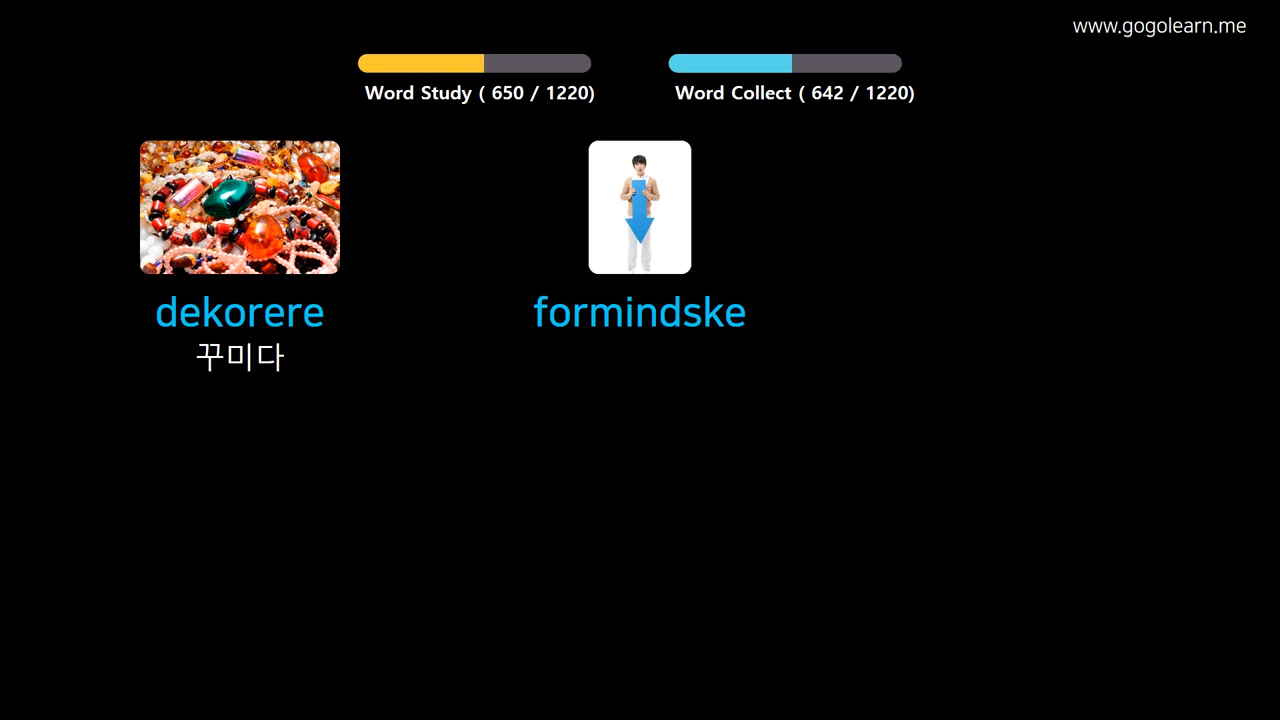 www.gogolearn.me
Word Study ( 650 / 1220)
Word Collect ( 642 / 1220)
dekorere
formindske
꾸미다